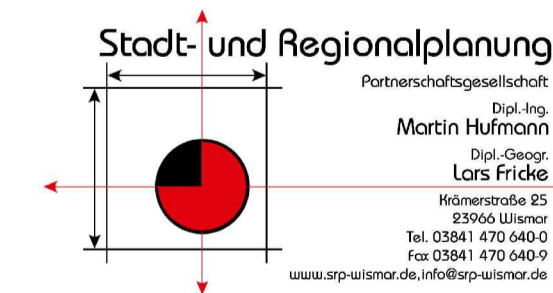 Stadt- und Regionalplanung
Partnerschaftsgesellschaft
Dipl.-Ing.
Martin Hufmann
Dipl.-Geogr.
Lars Fricke
Krämerstraße 25
23966 Wismar
Tel. 03841 470 640-0
Fax 03841 470 640-9
www.srp-wismar.de,info@srp-wismar.de